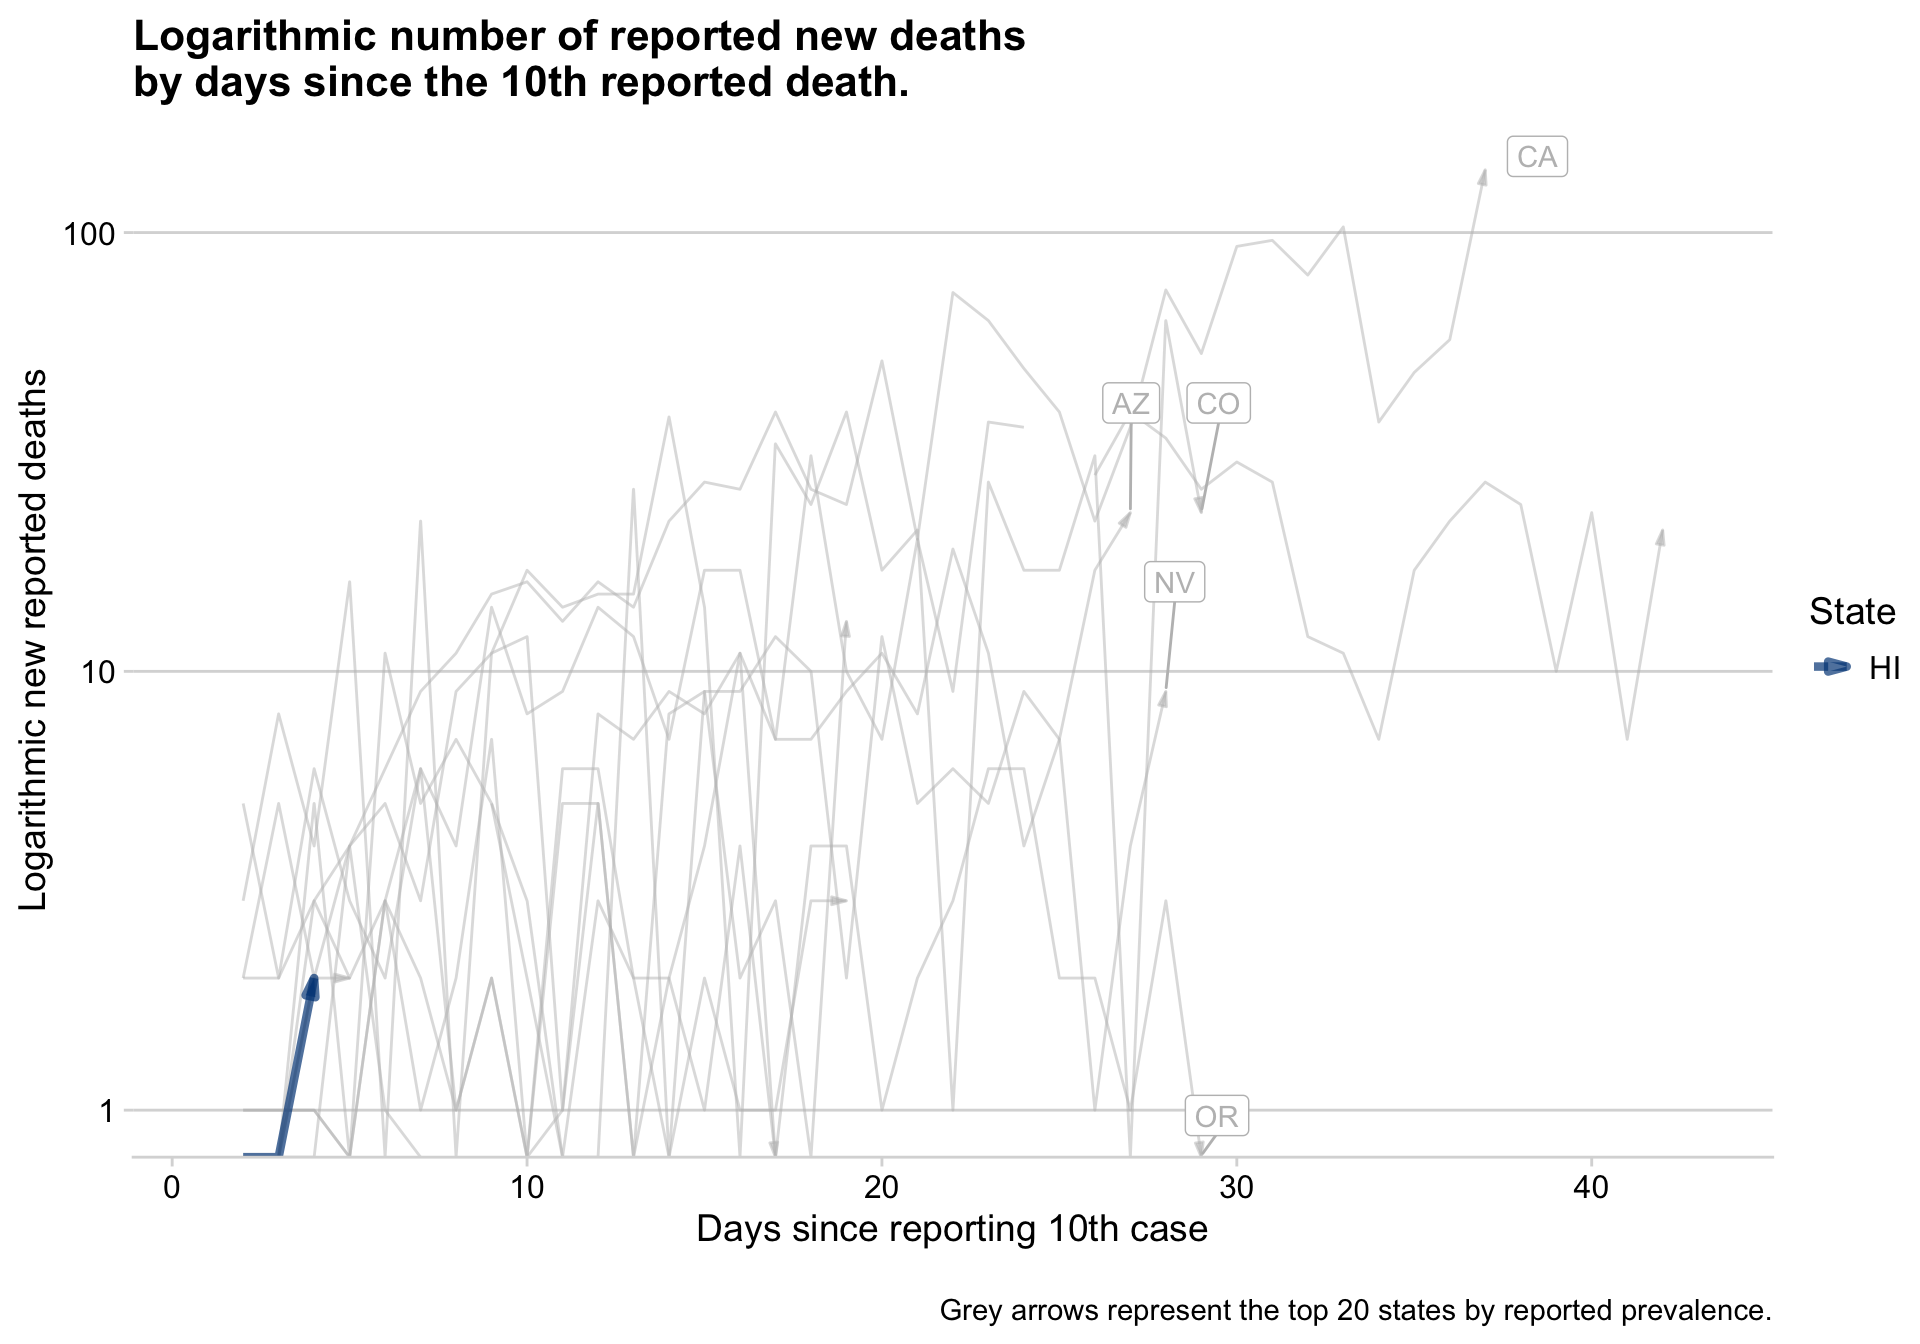 Logarithmic number of reported new deaths
by days since the 10th reported death.
Logarithmic new reported deaths
100
10
1
CA
AZ
CO
NV
OR
0
10
20
30
40
Days since reporting 10th case
State
HI
Grey arrows represent the top 20 states by reported prevalence.